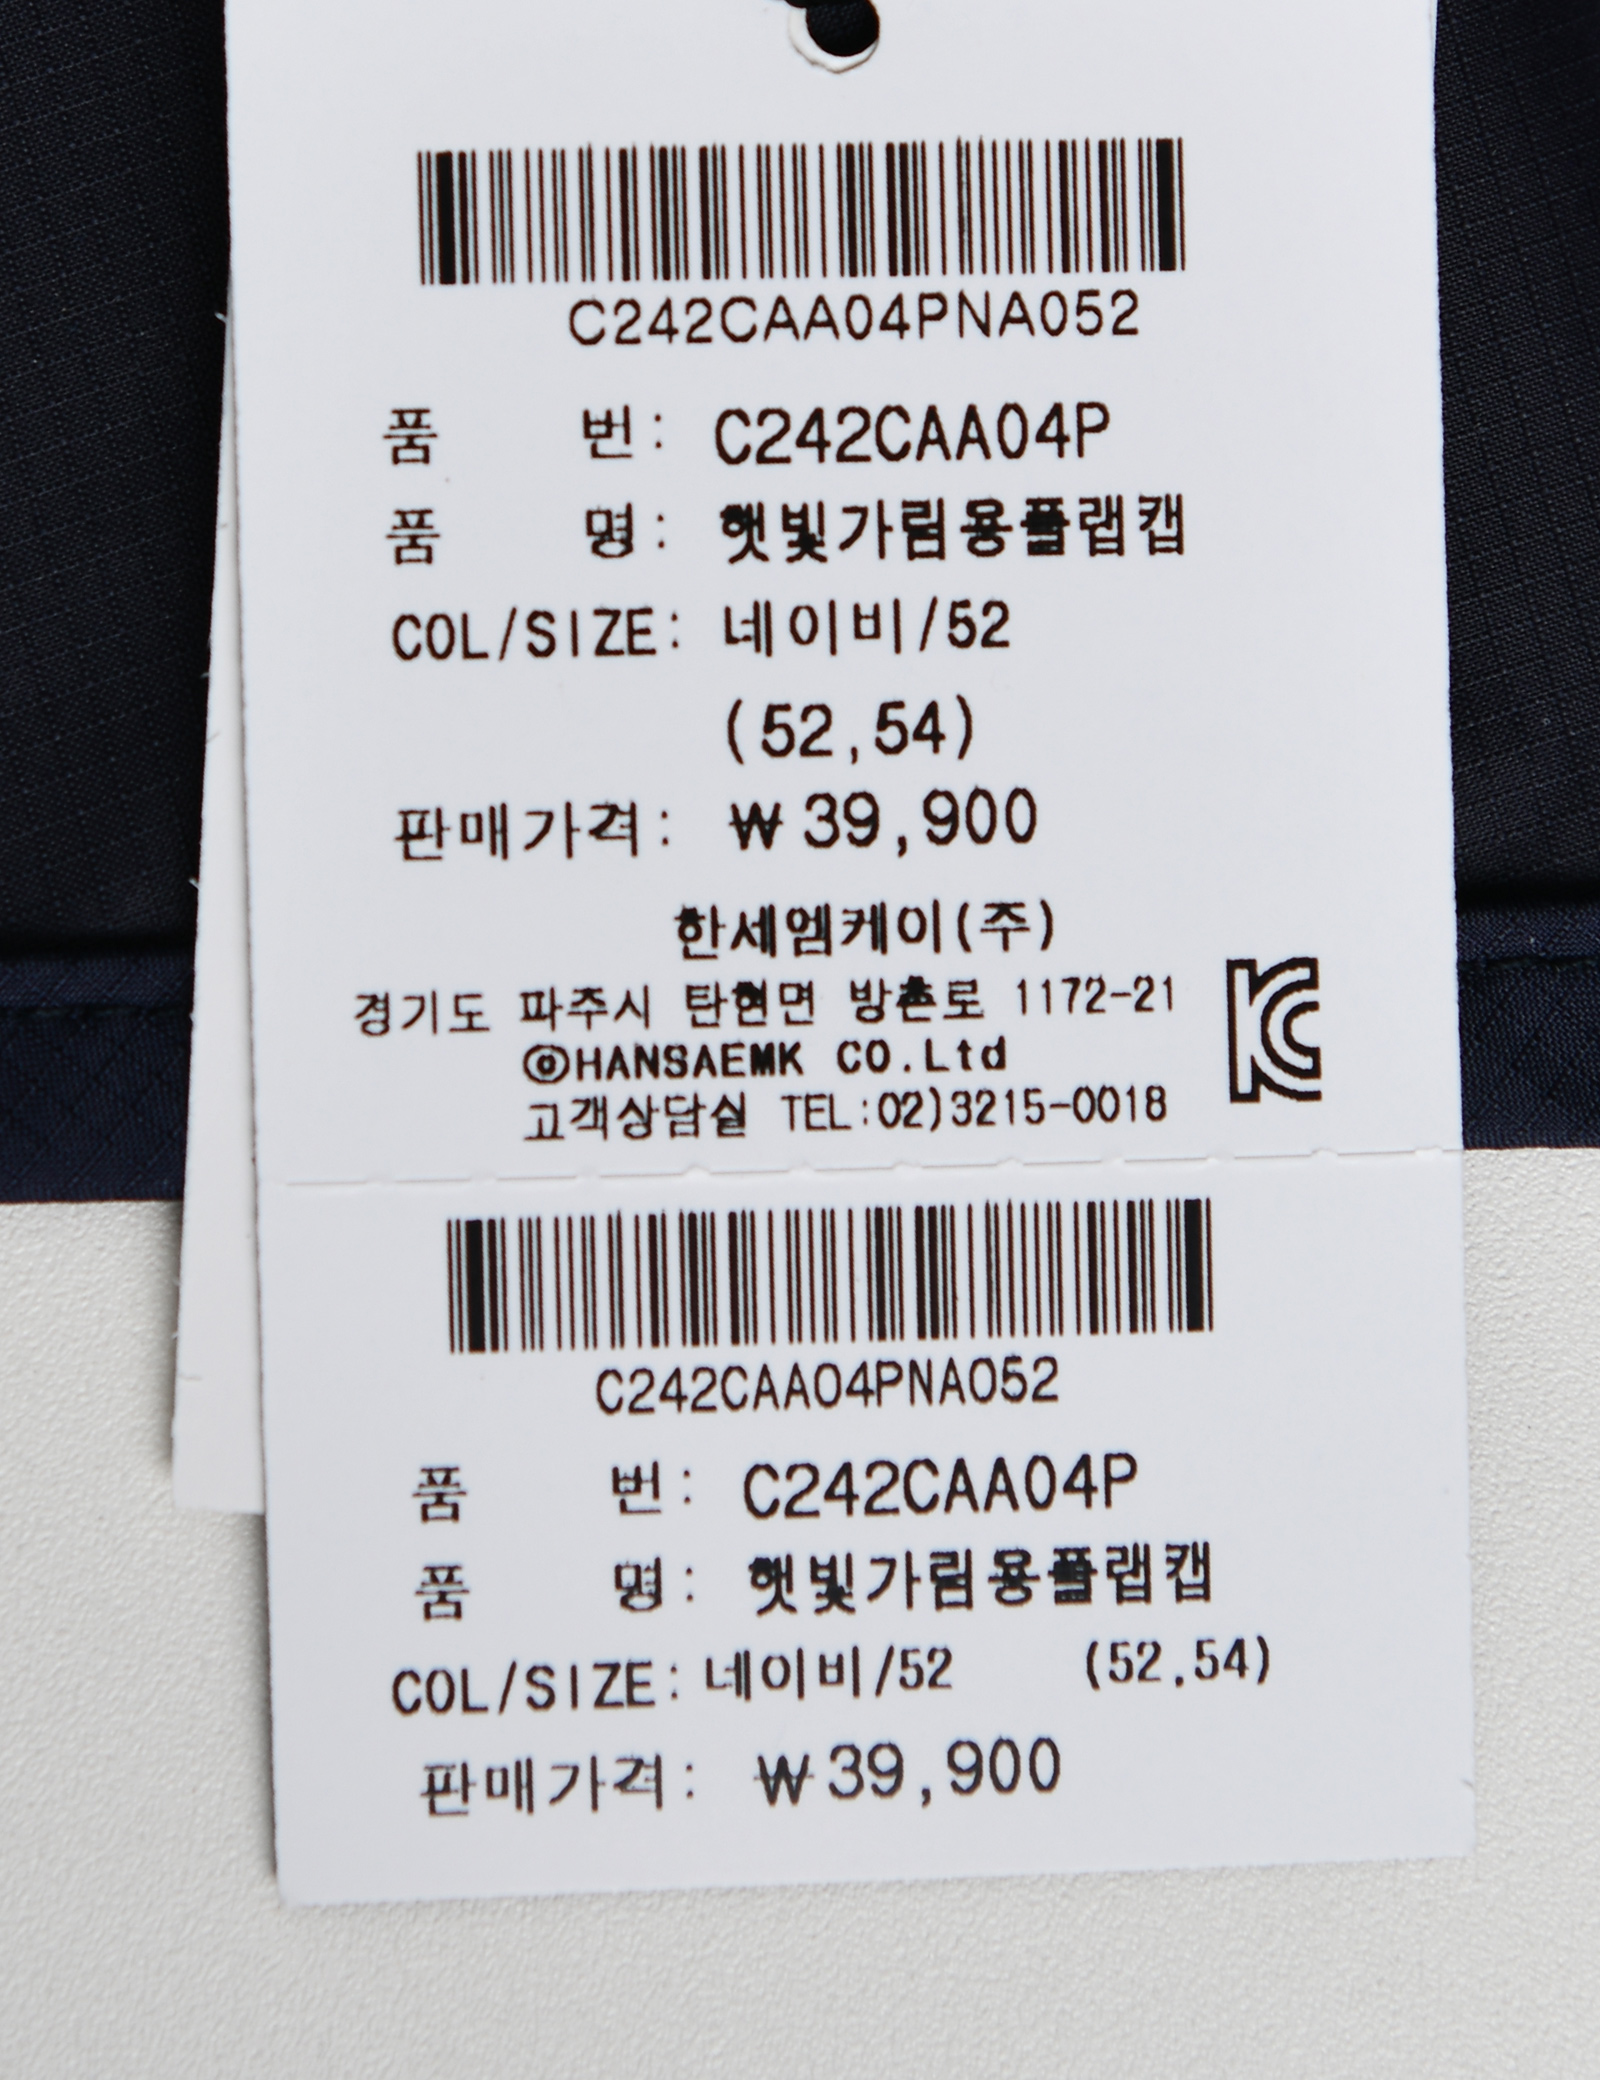 C242CAA04PNA052
품 번: C242CAA04P
품 명: 햇빛가림용플랩캡
COL/SIZE: 네이비/52
(52,54)
판매가격: ₩39,900
한세엠케이(주)
경기도 파주시 탄현면 방촌로 1172-21
ⓒHANSAEMK CO.Ltd
고객상담실 TEL:02)3215-0018
KC
C242CAA04PNA052
품 번: C242CAA04P
품 명: 햇빛가림용플랩캡
COL/SIZE: 네이비/52 (52,54)
판매가격: ₩39,900